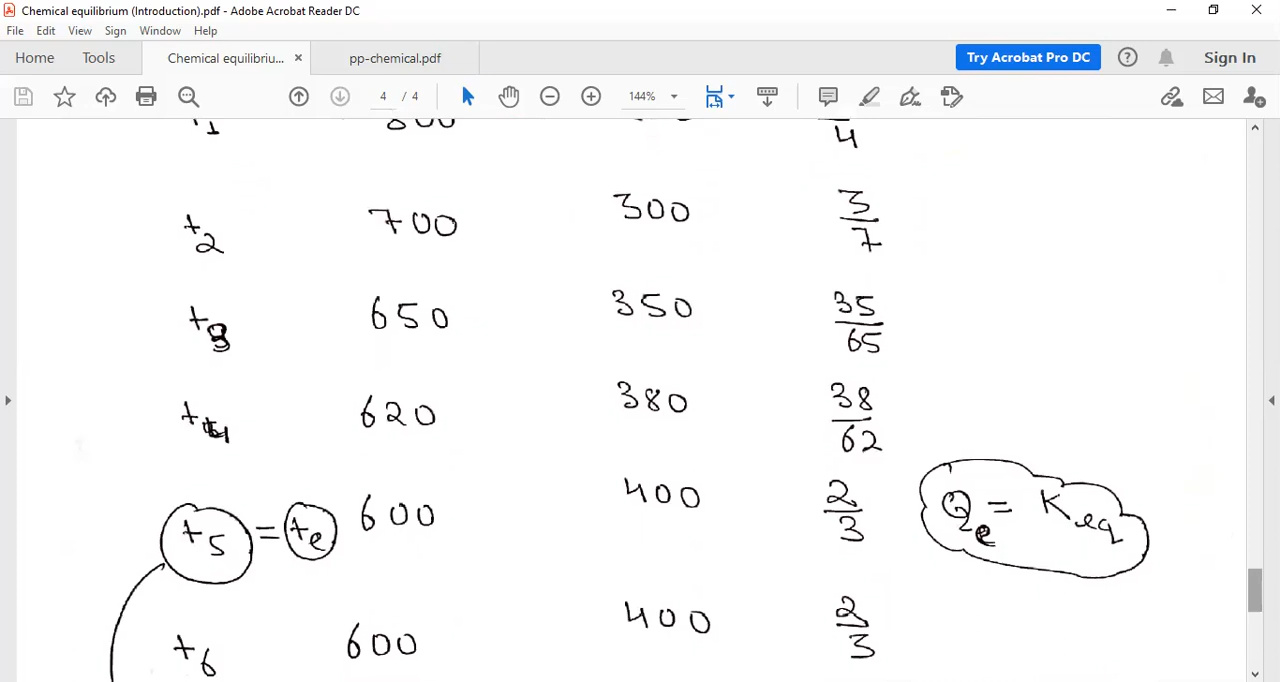 Chemical equilibrium (Introduction).pdf - Adobe Acrobat Reader DC
File Edit View Sign Window Help
Home Tools Chemical equilibriu... × pp-chemical.pdf Try Acrobat Pro DC Sign In
4 / 4 144%
t1 800 4
t2 700 300 3/7
t3 650 350 35/65
t4 620 380 38/62
t5 = te 600 400 2/3 Qe = Keq
t6 600 400 2/3